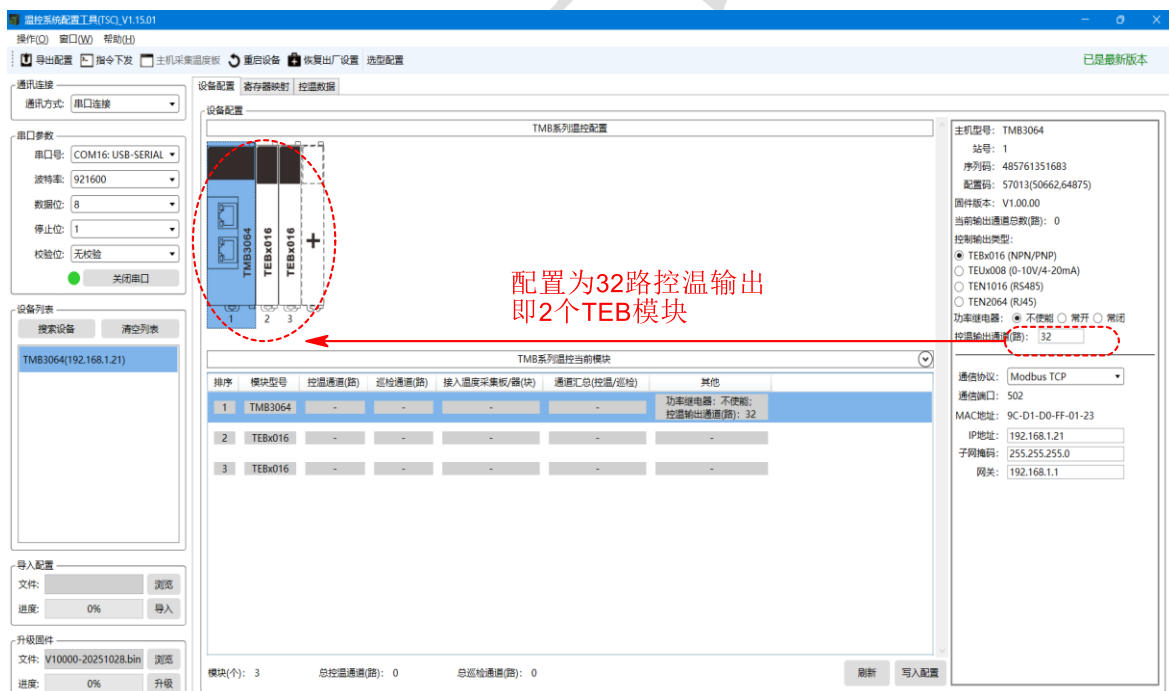 温控系统配置工具(TSC)_V1.15.01
操作(O) 窗口(W) 帮助(H)
导出配置 指令下发 主机采集温度板 重启设备 恢复出厂设置 选型配置 已是最新版本
通讯连接
通讯方式: 串口连接
串口参数
串口号: COM16: USB-SERIAL
波特率: 921600
数据位: 8
停止位: 1
校验位: 无校验
关闭串口
设备列表
搜索设备 清空列表
TMB3064(192.168.1.21)
导入配置
文件: 浏览
进度: 0% 导入
升级固件
文件: V10000-20251028.bin 浏览
进度: 0% 升级
设备配置 寄存器映射 控温数据
设备配置
TMB系列温控配置
TMB3064 TEBx016 TEBx016 +
1 2 3
配置为32路控温输出
即2个TEB模块
TMB系列温控当前模块
排序 模块型号 控温通道(路) 巡检通道(路) 接入温度采集板/器(块) 通道汇总(控温/巡检) 其他
1 TMB3064 - - - - 功率继电器: 不使能;
控温输出通道(路): 32
2 TEBx016 - - - - -
3 TEBx016 - - - - -
模块(个): 3 总控温通道(路): 0 总巡检通道(路): 0 刷新 写入配置
主机型号: TMB3064
站号: 1
序列码: 485761351683
配置码: 57013(50662,64875)
固件版本: V1.00.00
当前输出通道总数(路): 0
控制输出类型:
TEBx016 (NPN/PNP)
TEUx008 (0-10V/4-20mA)
TEN1016 (RS485)
TEN2064 (RJ45)
功率继电器: 不使能 常开 常闭
控温输出通道(路): 32
通信协议: Modbus TCP
通信端口: 502
MAC地址: 9C-D1-D0-FF-01-23
IP地址: 192.168.1.21
子网掩码: 255.255.255.0
网关: 192.168.1.1